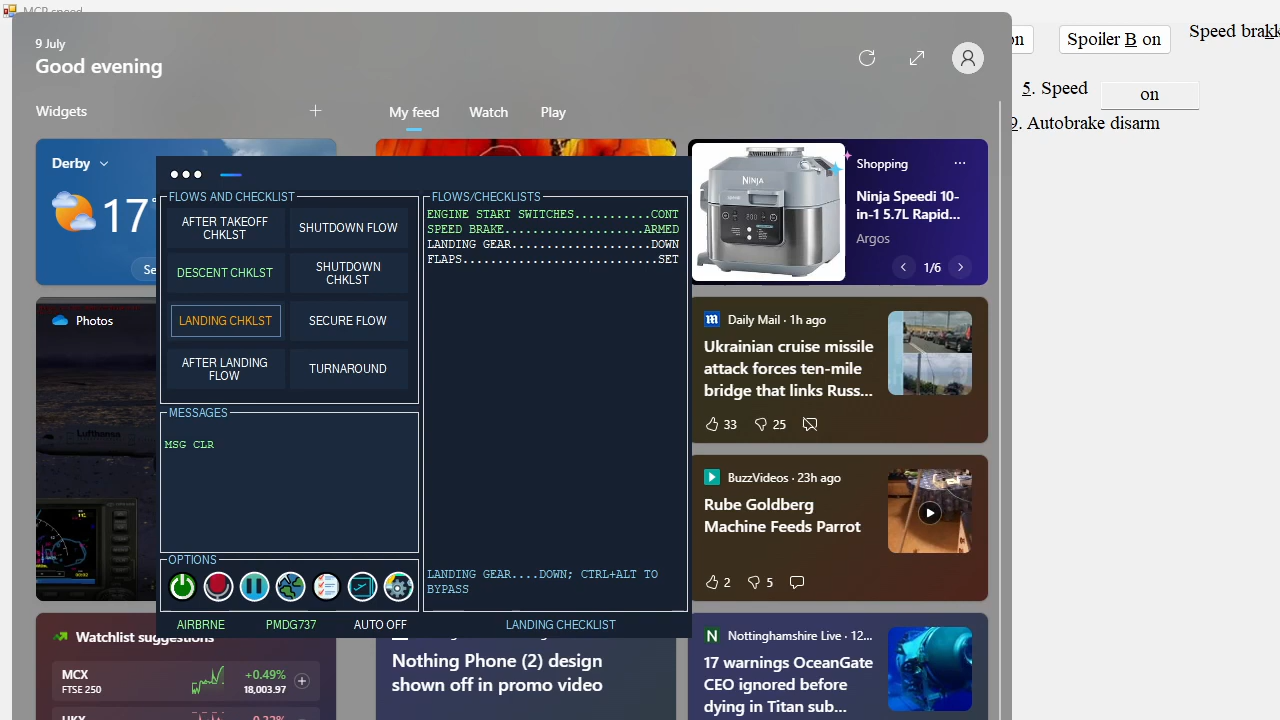 MCP speed
9 July
Good evening
Widgets
My feed
Watch
Play
Derby
17°
Se
Photos
Lufthansa
Watchlist suggestions
MCX
FTSE 250
+0.49%
18,003.97
FLOWS AND CHECKLIST
AFTER TAKEOFF
CHKLST
SHUTDOWN FLOW
DESCENT CHKLST
SHUTDOWN
CHKLST
LANDING CHKLST
SECURE FLOW
AFTER LANDING
FLOW
TURNAROUND
MESSAGES
MSG CLR
OPTIONS
AIRBRNE
PMDG737
AUTO OFF
FLOWS/CHECKLISTS
ENGINE START SWITCHES...........CONT
SPEED BRAKE....................ARMED
LANDING GEAR....................DOWN
FLAPS............................SET
LANDING GEAR....DOWN; CTRL+ALT TO
BYPASS
LANDING CHECKLIST
NINJA
Shopping
Ninja Speedi 10-
in-1 5.7L Rapid...
Argos
1/6
Daily Mail · 1h ago
Ukrainian cruise missile
attack forces ten-mile
bridge that links Russ...
33
25
BuzzVideos · 23h ago
Rube Goldberg
Machine Feeds Parrot
2
5
Nothing Phone (2) design
shown off in promo video
Nottinghamshire Live · 12...
17 warnings OceanGate
CEO ignored before
dying in Titan sub...
on
Spoiler B on
Speed brakk
5. Speed
on
9. Autobrake disarm